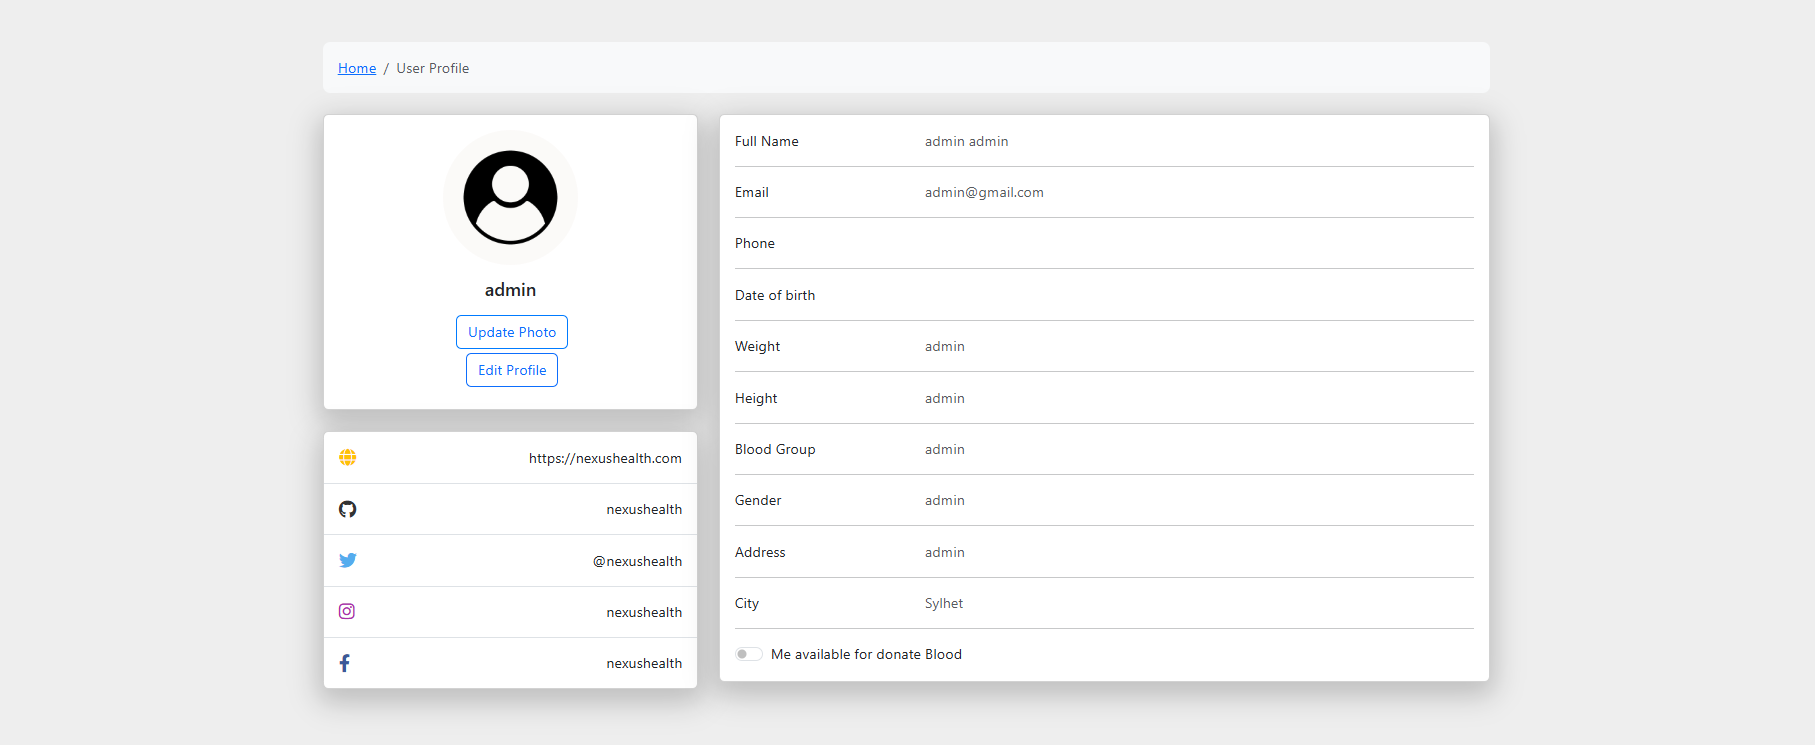 Home / User Profile
admin
Update Photo
Edit Profile
https://nexushealth.com
nexushealth
@nexushealth
nexushealth
nexushealth
Full Name admin admin
Email admin@gmail.com
Phone
Date of birth
Weight admin
Height admin
Blood Group admin
Gender admin
Address admin
City Sylhet
Me available for donate Blood